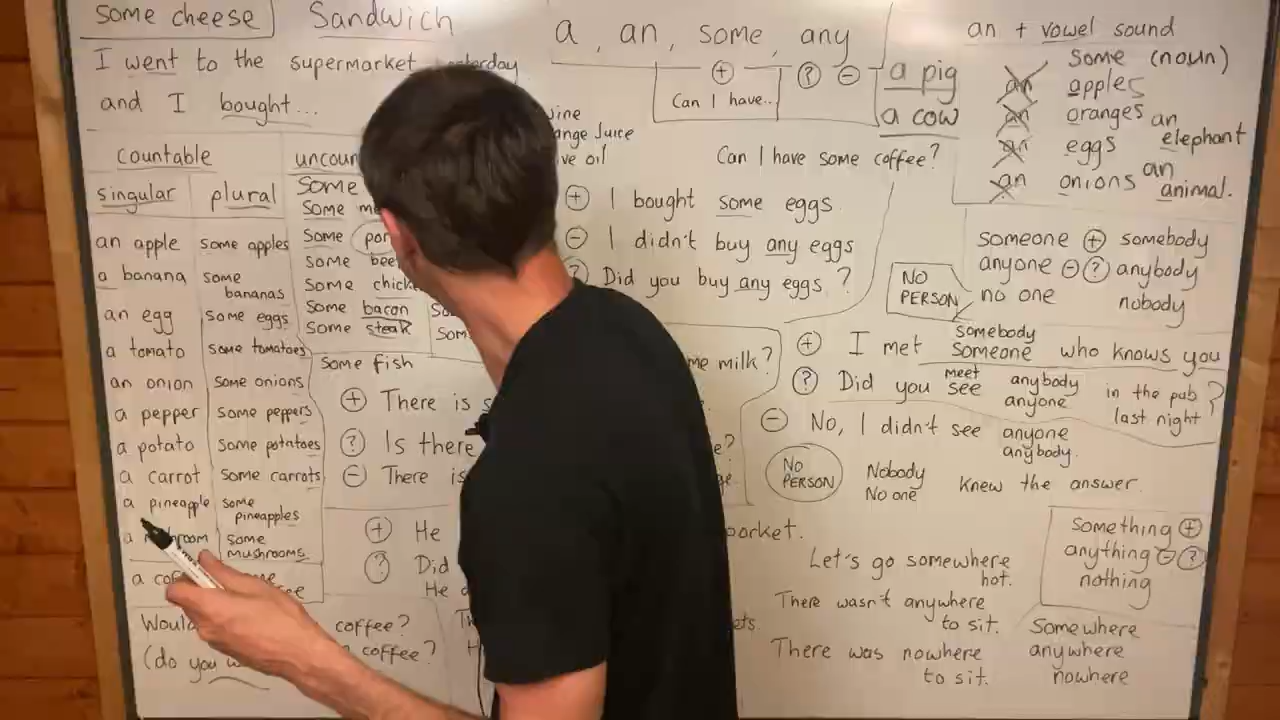 some cheese Sandwich
I went to the supermarket
and I bought...
Countable
singular plural
an apple some apples
a banana some bananas
an egg some eggs
a tomato some tomatoes
an onion some onions
a pepper some peppers
a potato some potatoes
a carrot some carrots
a pineapple some pineapples
a some mushrooms.
a
coffee?
(do you coffee?
Some
Some
Some
some
some
Some bacon
some steak
Some fish
+ There is
? Is there
- There is
+ He
? Did
He
a, an, some, any
+ ? -
Can I have..
a pig
a cow
Juice
oil
Can I have some coffee?
+ I bought some eggs
- I didn't buy any eggs
? Did you buy any eggs ?
milk?
an + vowel sound
Some (noun)
an apples
an oranges
an elephant
an eggs
an onions
an animal.
someone + somebody
anyone - ? anybody
no one nobody
NO PERSON
somebody
+ I met someone who knows you
meet anybody
? Did you see anyone in the pub last night ?
- No, I didn't see anyone
anybody.
NO PERSON
Nobody
No one knew the answer.
Let's go somewhere
hot.
There wasn't anywhere
to sit.
There was nowhere
to sit.
something +
anything - ?
nothing
Somewhere
anywhere
nowhere